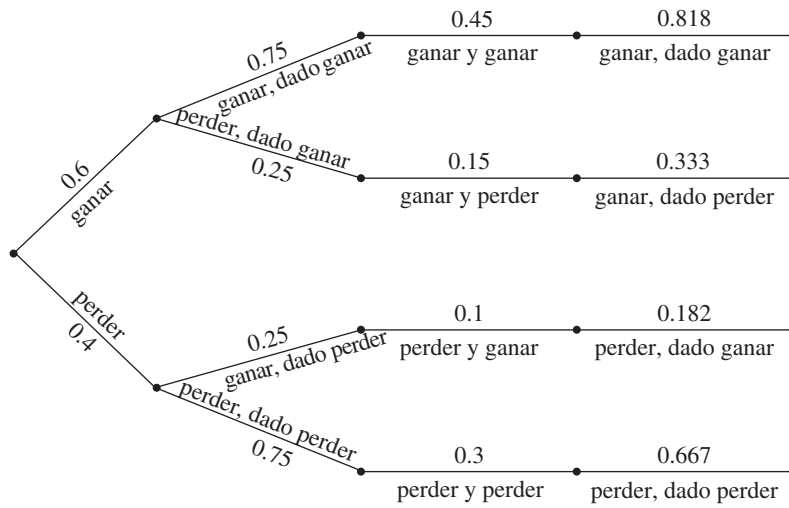 0.75
ganar, dado ganar
0.45
ganar y ganar
0.818
ganar, dado ganar
perder, dado ganar
0.25
0.15
ganar y perder
0.333
ganar, dado perder
0.6
ganar
perder
0.4
0.25
ganar, dado perder
0.1
perder y ganar
0.182
perder, dado ganar
perder, dado perder
0.75
0.3
perder y perder
0.667
perder, dado perder